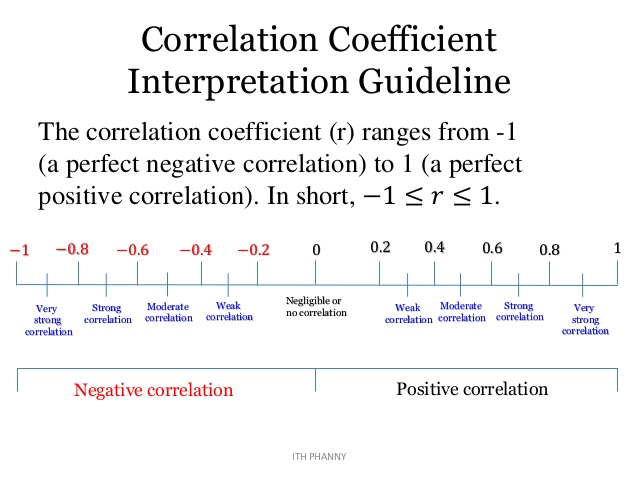 Correlation Coefficient
Interpretation Guideline
The correlation coefficient (r) ranges from -1
(a perfect negative correlation) to 1 (a perfect
positive correlation). In short, −1 ≤ 𝑟 ≤ 1.
−1 −0.8 −0.6 −0.4 −0.2 0 0.2 0.4 0.6 0.8 1
Very
strong
correlation
Strong
correlation
Moderate
correlation
Weak
correlation
Negligible or
no correlation
Weak
correlation
Moderate
correlation
Strong
correlation
Very
strong
correlation
Negative correlation
Positive correlation
ITH PHANNY